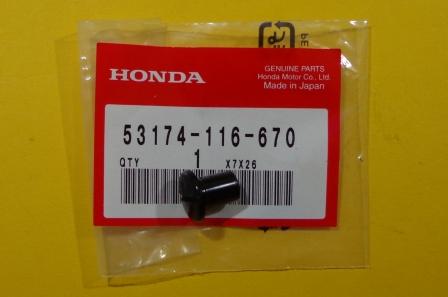 HONDA
GENUINE PARTS
Honda Motor Co., Ltd.
Made in Japan
53174-116-670
QTY 1 X7X26